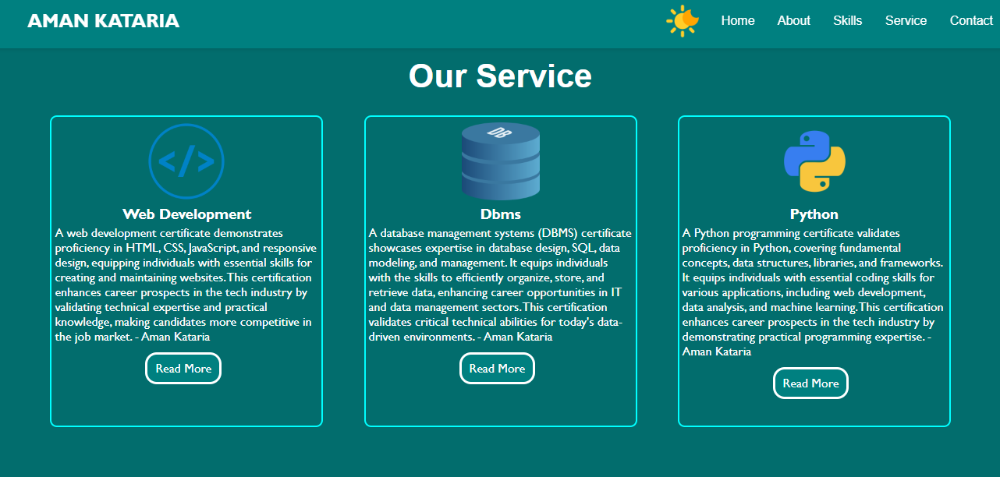 AMAN KATARIA
Home About Skills Service Contact
Our Service
</>
Web Development
A web development certificate demonstrates
proficiency in HTML, CSS, JavaScript, and responsive
design, equipping individuals with essential skills for
creating and maintaining websites. This certification
enhances career prospects in the tech industry by
validating technical expertise and practical
knowledge, making candidates more competitive in
the job market. - Aman Kataria
Read More
DB
Dbms
A database management systems (DBMS) certificate
showcases expertise in database design, SQL, data
modeling, and management. It equips individuals
with the skills to efficiently organize, store, and
retrieve data, enhancing career opportunities in IT
and data management sectors. This certification
validates critical technical abilities for today's data-
driven environments. - Aman Kataria
Read More
Python
A Python programming certificate validates
proficiency in Python, covering fundamental
concepts, data structures, libraries, and frameworks.
It equips individuals with essential coding skills for
various applications, including web development,
data analysis, and machine learning. This certification
enhances career prospects in the tech industry by
demonstrating practical programming expertise. -
Aman Kataria
Read More